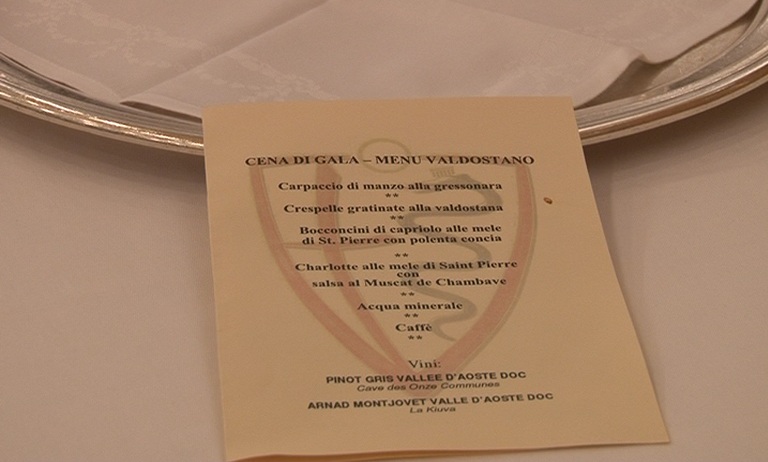 CENA DI GALA – MENU VALDOSTANO
Carpaccio di manzo alla gressonara
**
Crespelle gratinate alla valdostana
**
Bocconcini di capriolo alle mele
di St. Pierre con polenta concia
**
Charlotte alle mele di Saint Pierre
con
salsa al Muscat de Chambave
**
Acqua minerale
**
Caffè
**
Vini:
PINOT GRIS VALLEE D'AOSTE DOC
Cave des Onze Communes
ARNAD MONTJOVET VALLE D'AOSTE DOC
La Kiuva